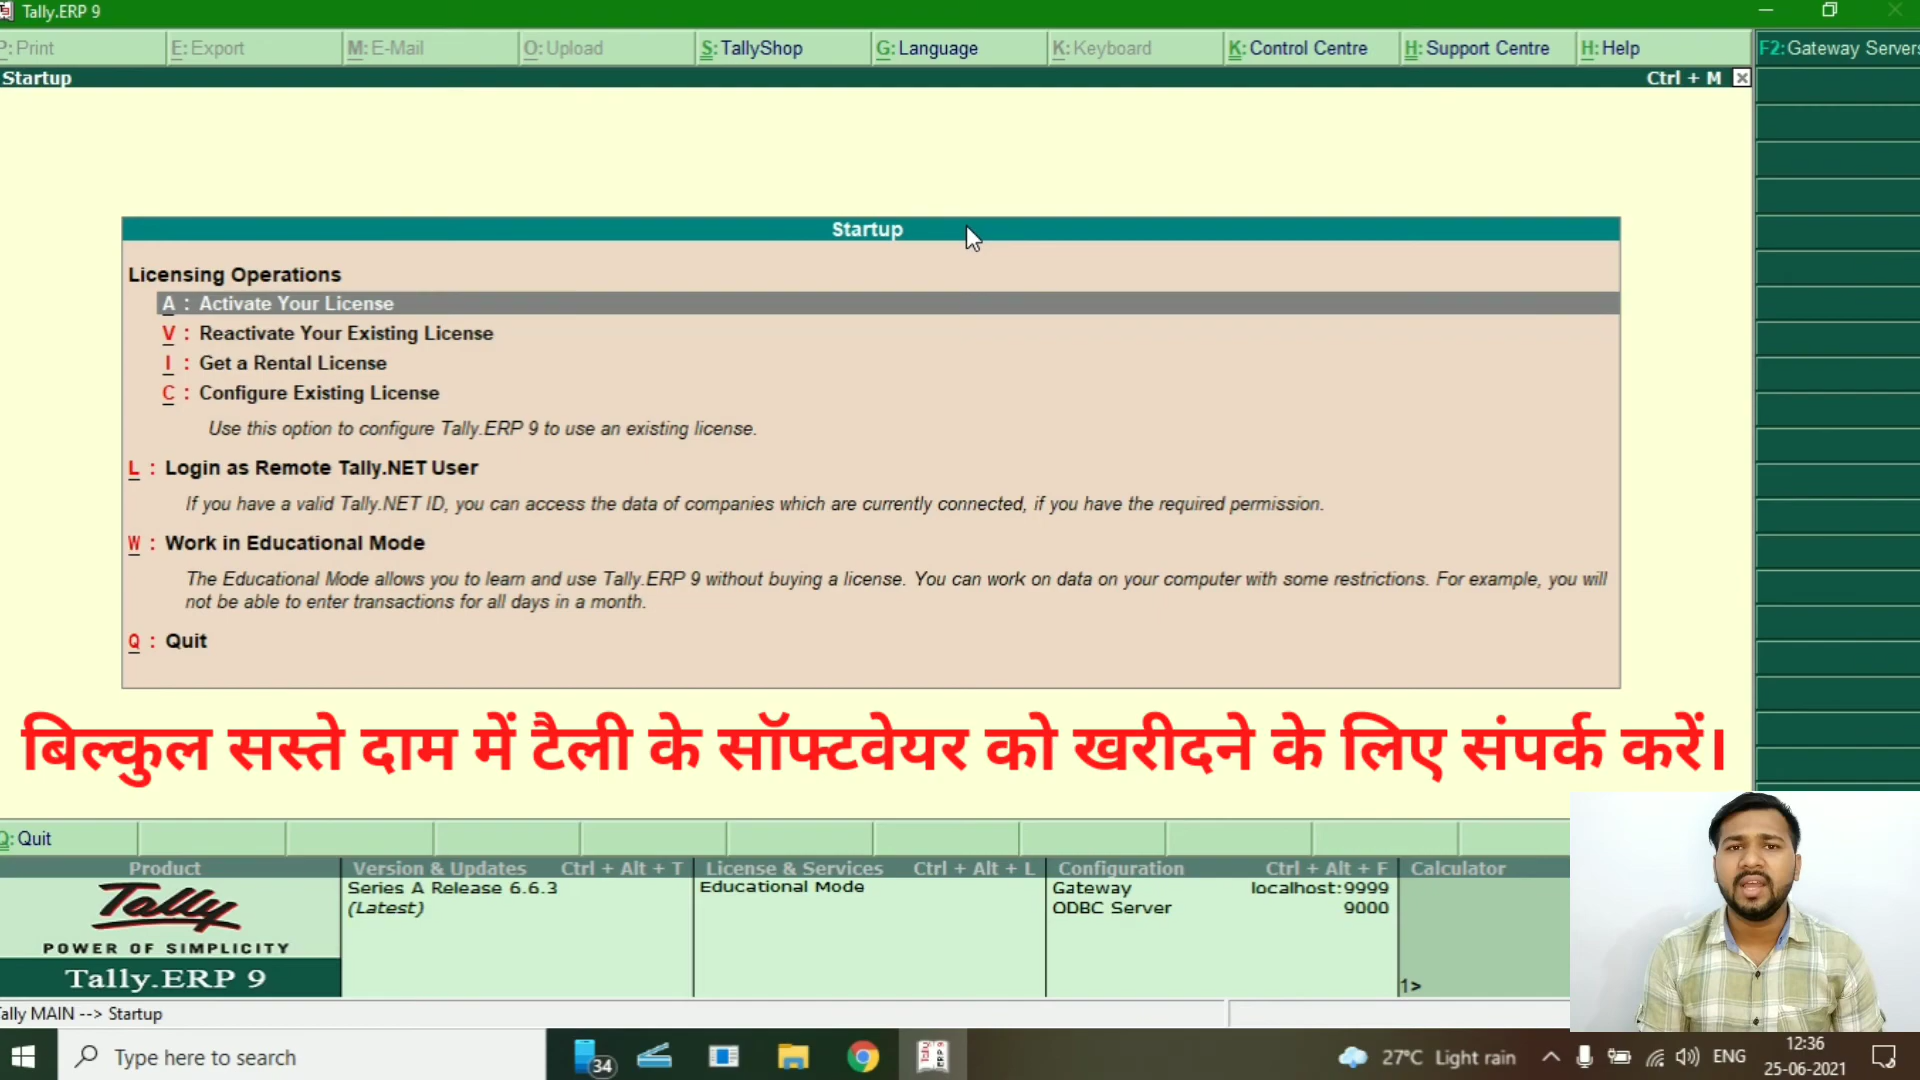 Tally.ERP 9
P: Print E: Export M: E-Mail O: Upload S: TallyShop G: Language K: Keyboard K: Control Centre H: Support Centre H: Help F2: Gateway Servers
Startup Ctrl + M
Startup
Licensing Operations
A : Activate Your License
V : Reactivate Your Existing License
I : Get a Rental License
C : Configure Existing License
Use this option to configure Tally.ERP 9 to use an existing license.
L : Login as Remote Tally.NET User
If you have a valid Tally.NET ID, you can access the data of companies which are currently connected, if you have the required permission.
W : Work in Educational Mode
The Educational Mode allows you to learn and use Tally.ERP 9 without buying a license. You can work on data on your computer with some restrictions. For example, you will
not be able to enter transactions for all days in a month.
Q : Quit
बिल्कुल सस्ते दाम में टैली के सॉफ्टवेयर को खरीदने के लिए संपर्क करें।
Q: Quit
Product Version & Updates Ctrl + Alt + T License & Services Ctrl + Alt + L Configuration Ctrl + Alt + F Calculator
Series A Release 6.6.3 Educational Mode Gateway localhost:9999
(Latest) ODBC Server 9000
Tally
POWER OF SIMPLICITY
Tally.ERP 9
1>
ally MAIN --> Startup
Type here to search 34 27°C Light rain ENG 12:36
25-06-2021